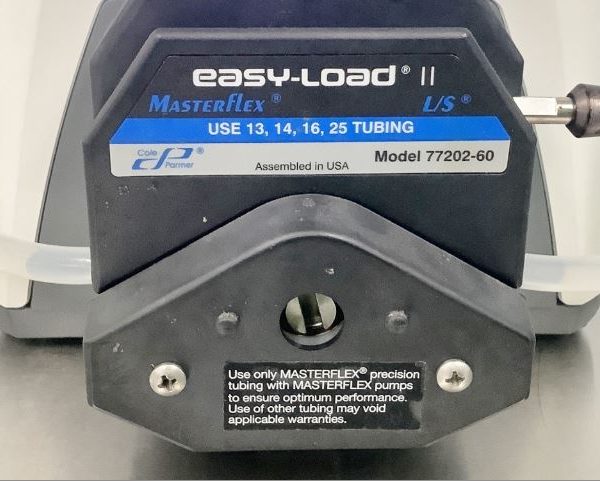 easy-Load® II
MASTERFLEX® L/S®
USE 13, 14, 16, 25 TUBING
Cole Parmer ®
Assembled in USA Model 77202-60
Use only MASTERFLEX® precision
tubing with MASTERFLEX pumps
to ensure optimum performance.
Use of other tubing may void
applicable warranties.